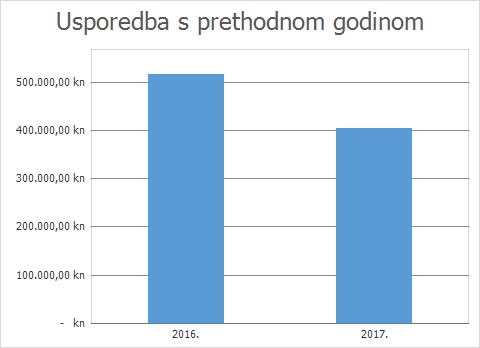 Usporedba s prethodnom godinom
500.000,00 kn
400.000,00 kn
300.000,00 kn
200.000,00 kn
100.000,00 kn
- kn
2016.
2017.